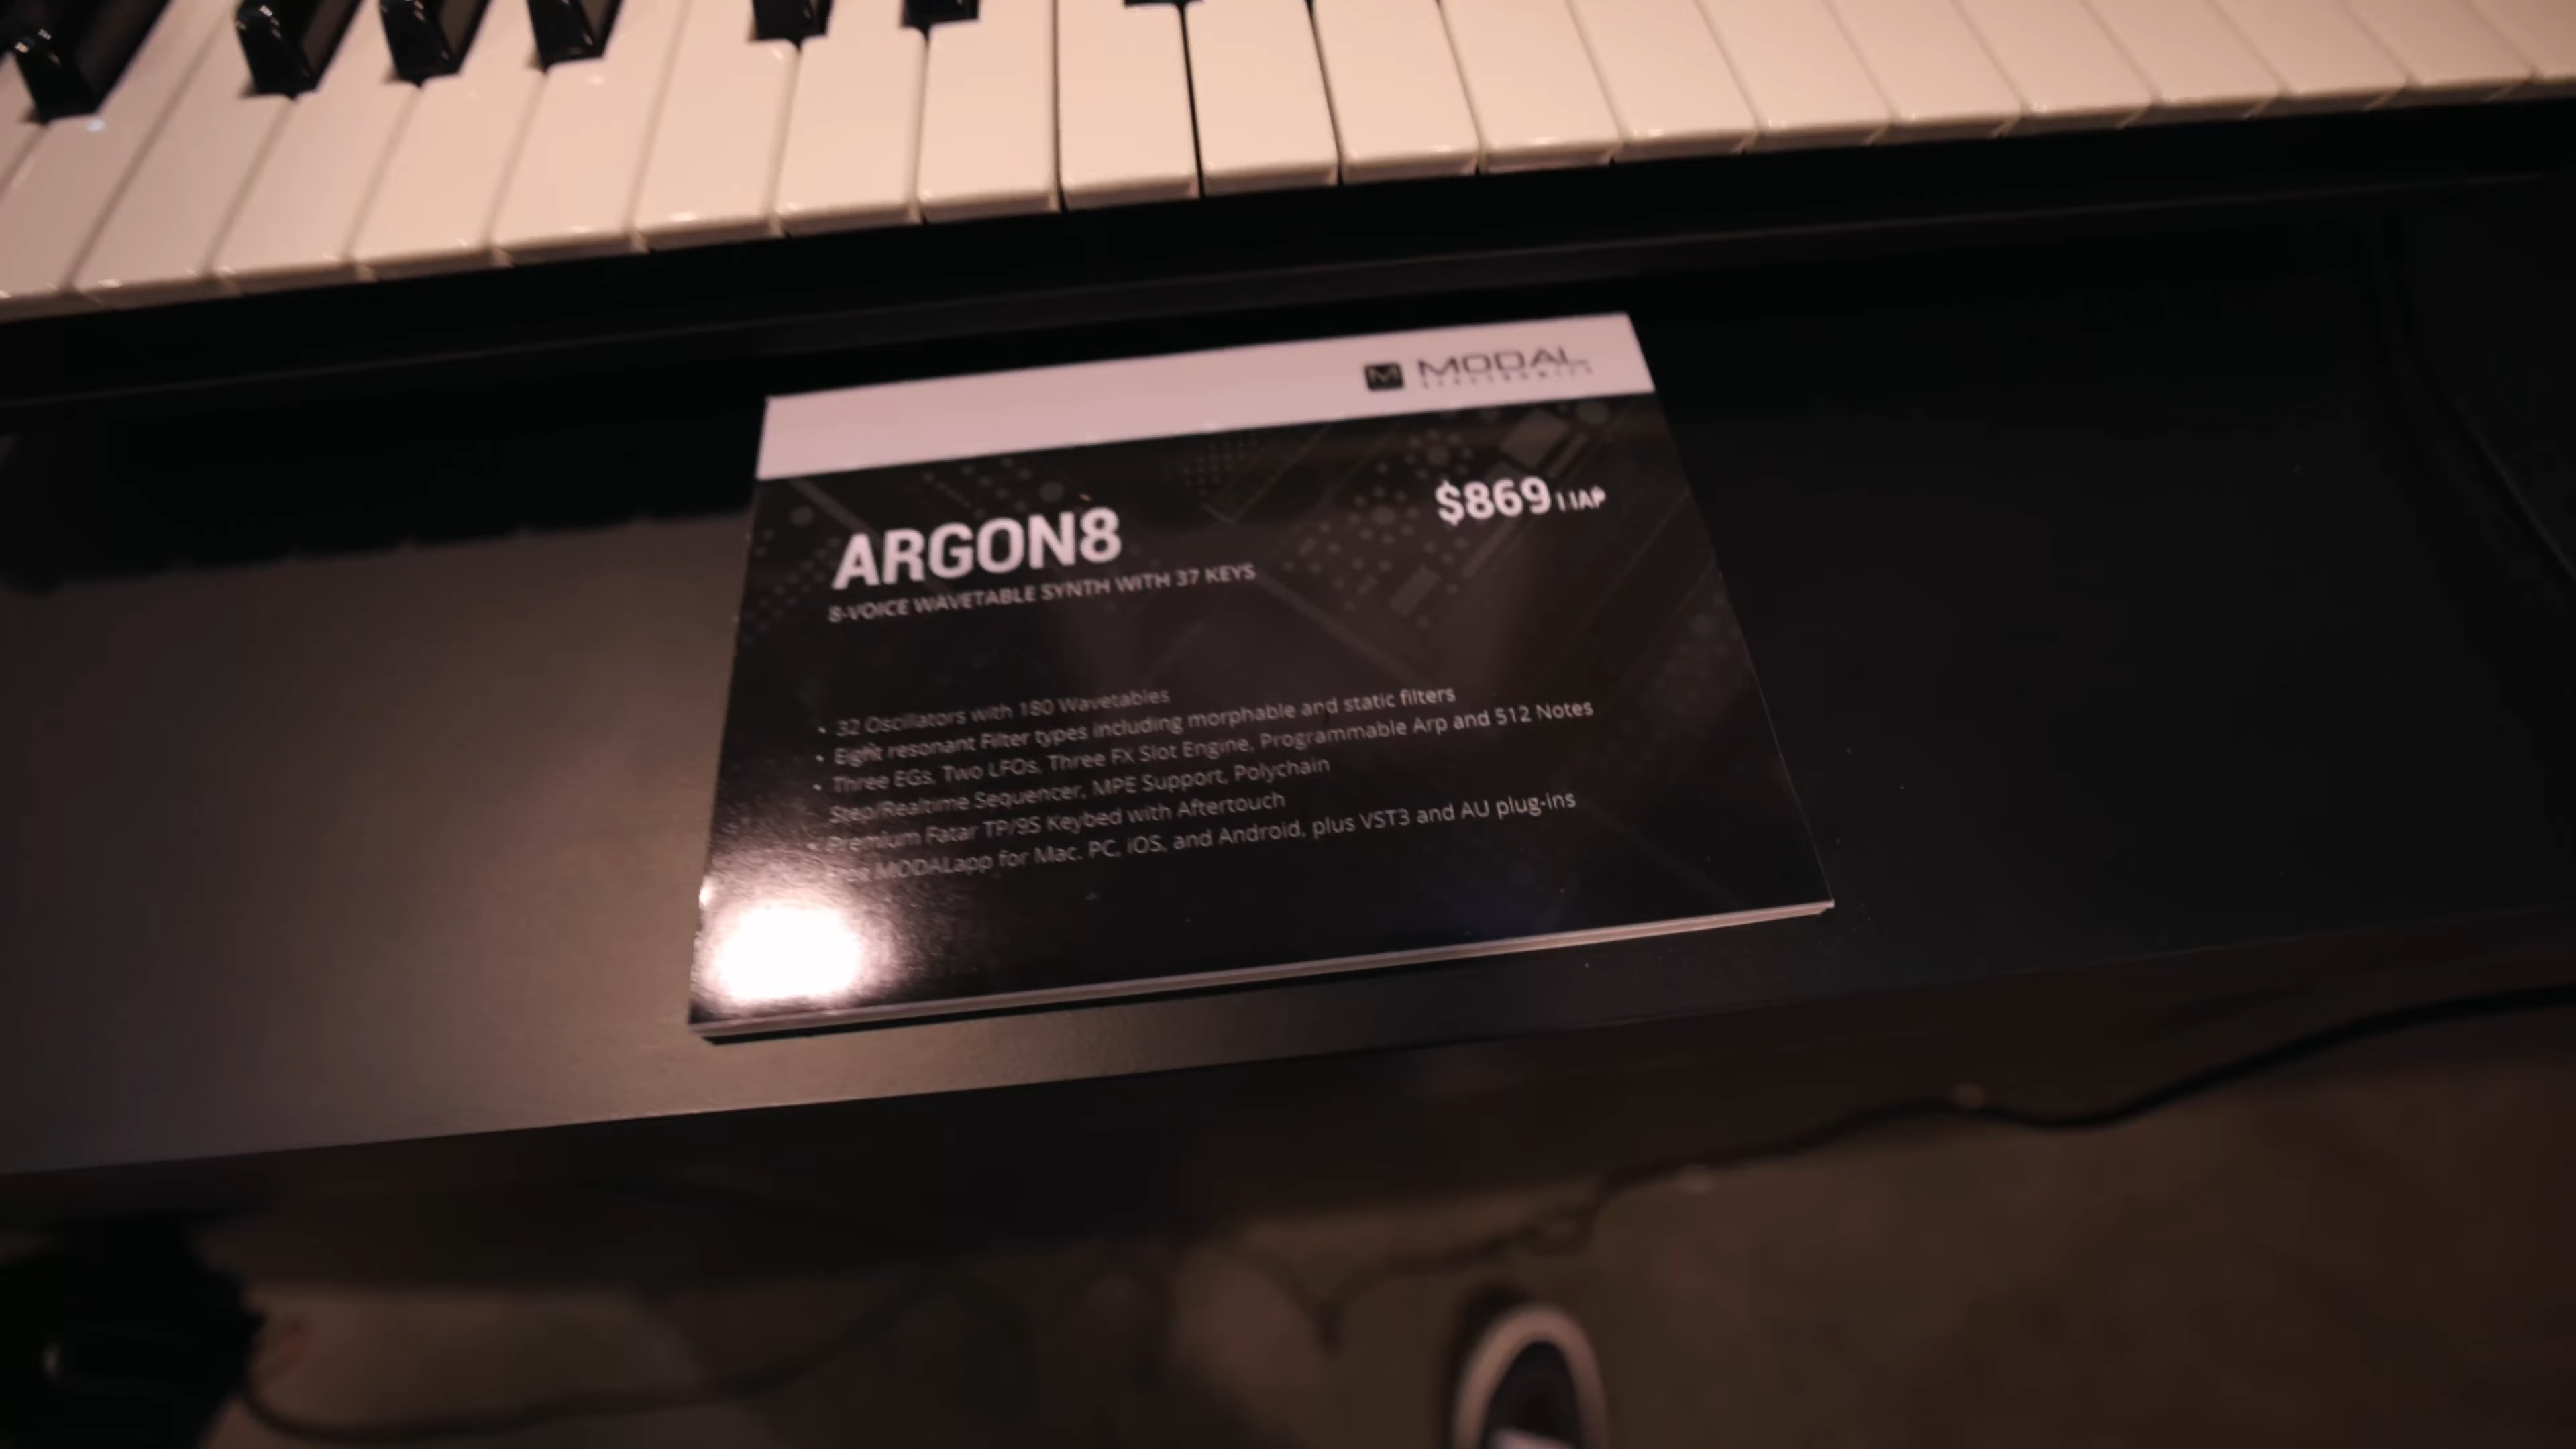 MODAL
ELECTRONICS
ARGON8
$869
8-VOICE WAVETABLE SYNTH WITH 37 KEYS
• 32 Oscillators with 180 Wavetables
• Eight resonant Filter types including morphable and static filters
• Three EGs, Two LFOs, Three FX Slot Engine, Programmable Arp and 512 Notes
Step/Realtime Sequencer, MPE Support, Polychain
• Premium Fatar TP/9S Keybed with Aftertouch
MODALapp for Mac, PC, iOS, and Android, plus VST3 and AU plug-ins